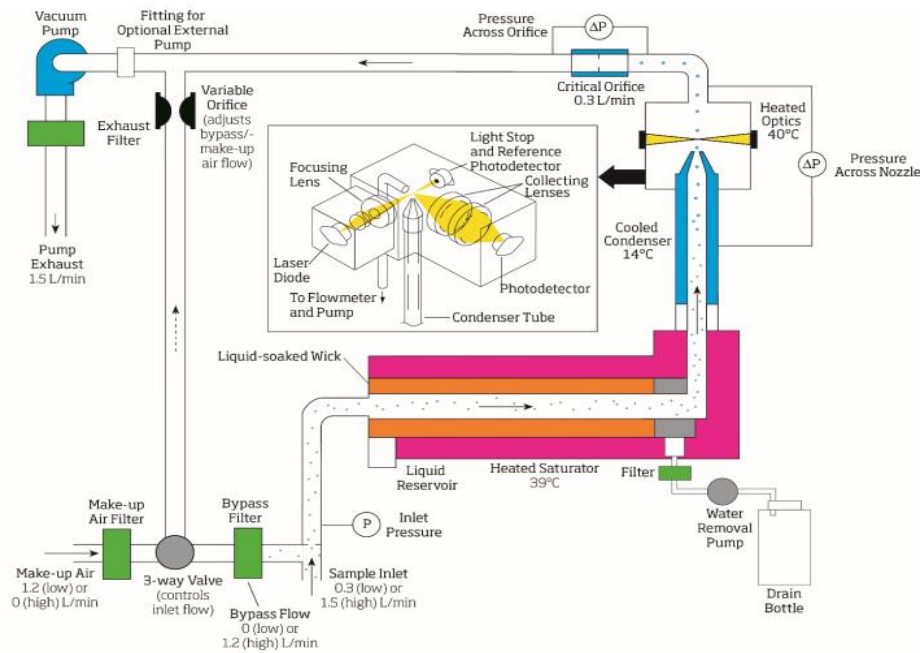 Vacuum
Pump
Fitting for
Optional External
Pump
Pressure
Across Orifice
ΔP
Critical Orifice
0.3 L/min
Variable
Orifice
(adjusts
bypass/-
make-up
air flow)
Exhaust
Filter
Heated
Optics
40°C
ΔP
Pressure
Across Nozzle
Light Stop
and Reference
Photodetector
Focusing
Lens
Collecting
Lenses
Laser
Diode
Photodetector
To Flowmeter
and Pump
Condenser Tube
Cooled
Condenser
14°C
Pump
Exhaust
1.5 L/min
Liquid-soaked Wick
Liquid
Reservoir
Heated Saturator
39°C
Filter
Water
Removal
Pump
Drain
Bottle
Make-up
Air Filter
Bypass
Filter
P
Inlet
Pressure
Make-up Air
1.2 (low) or
0 (high) L/min
3-way Valve
(controls
inlet flow)
Bypass Flow
0 (low) or
1.2 (high) L/min
Sample Inlet
0.3 (low) or
1.5 (high) L/min